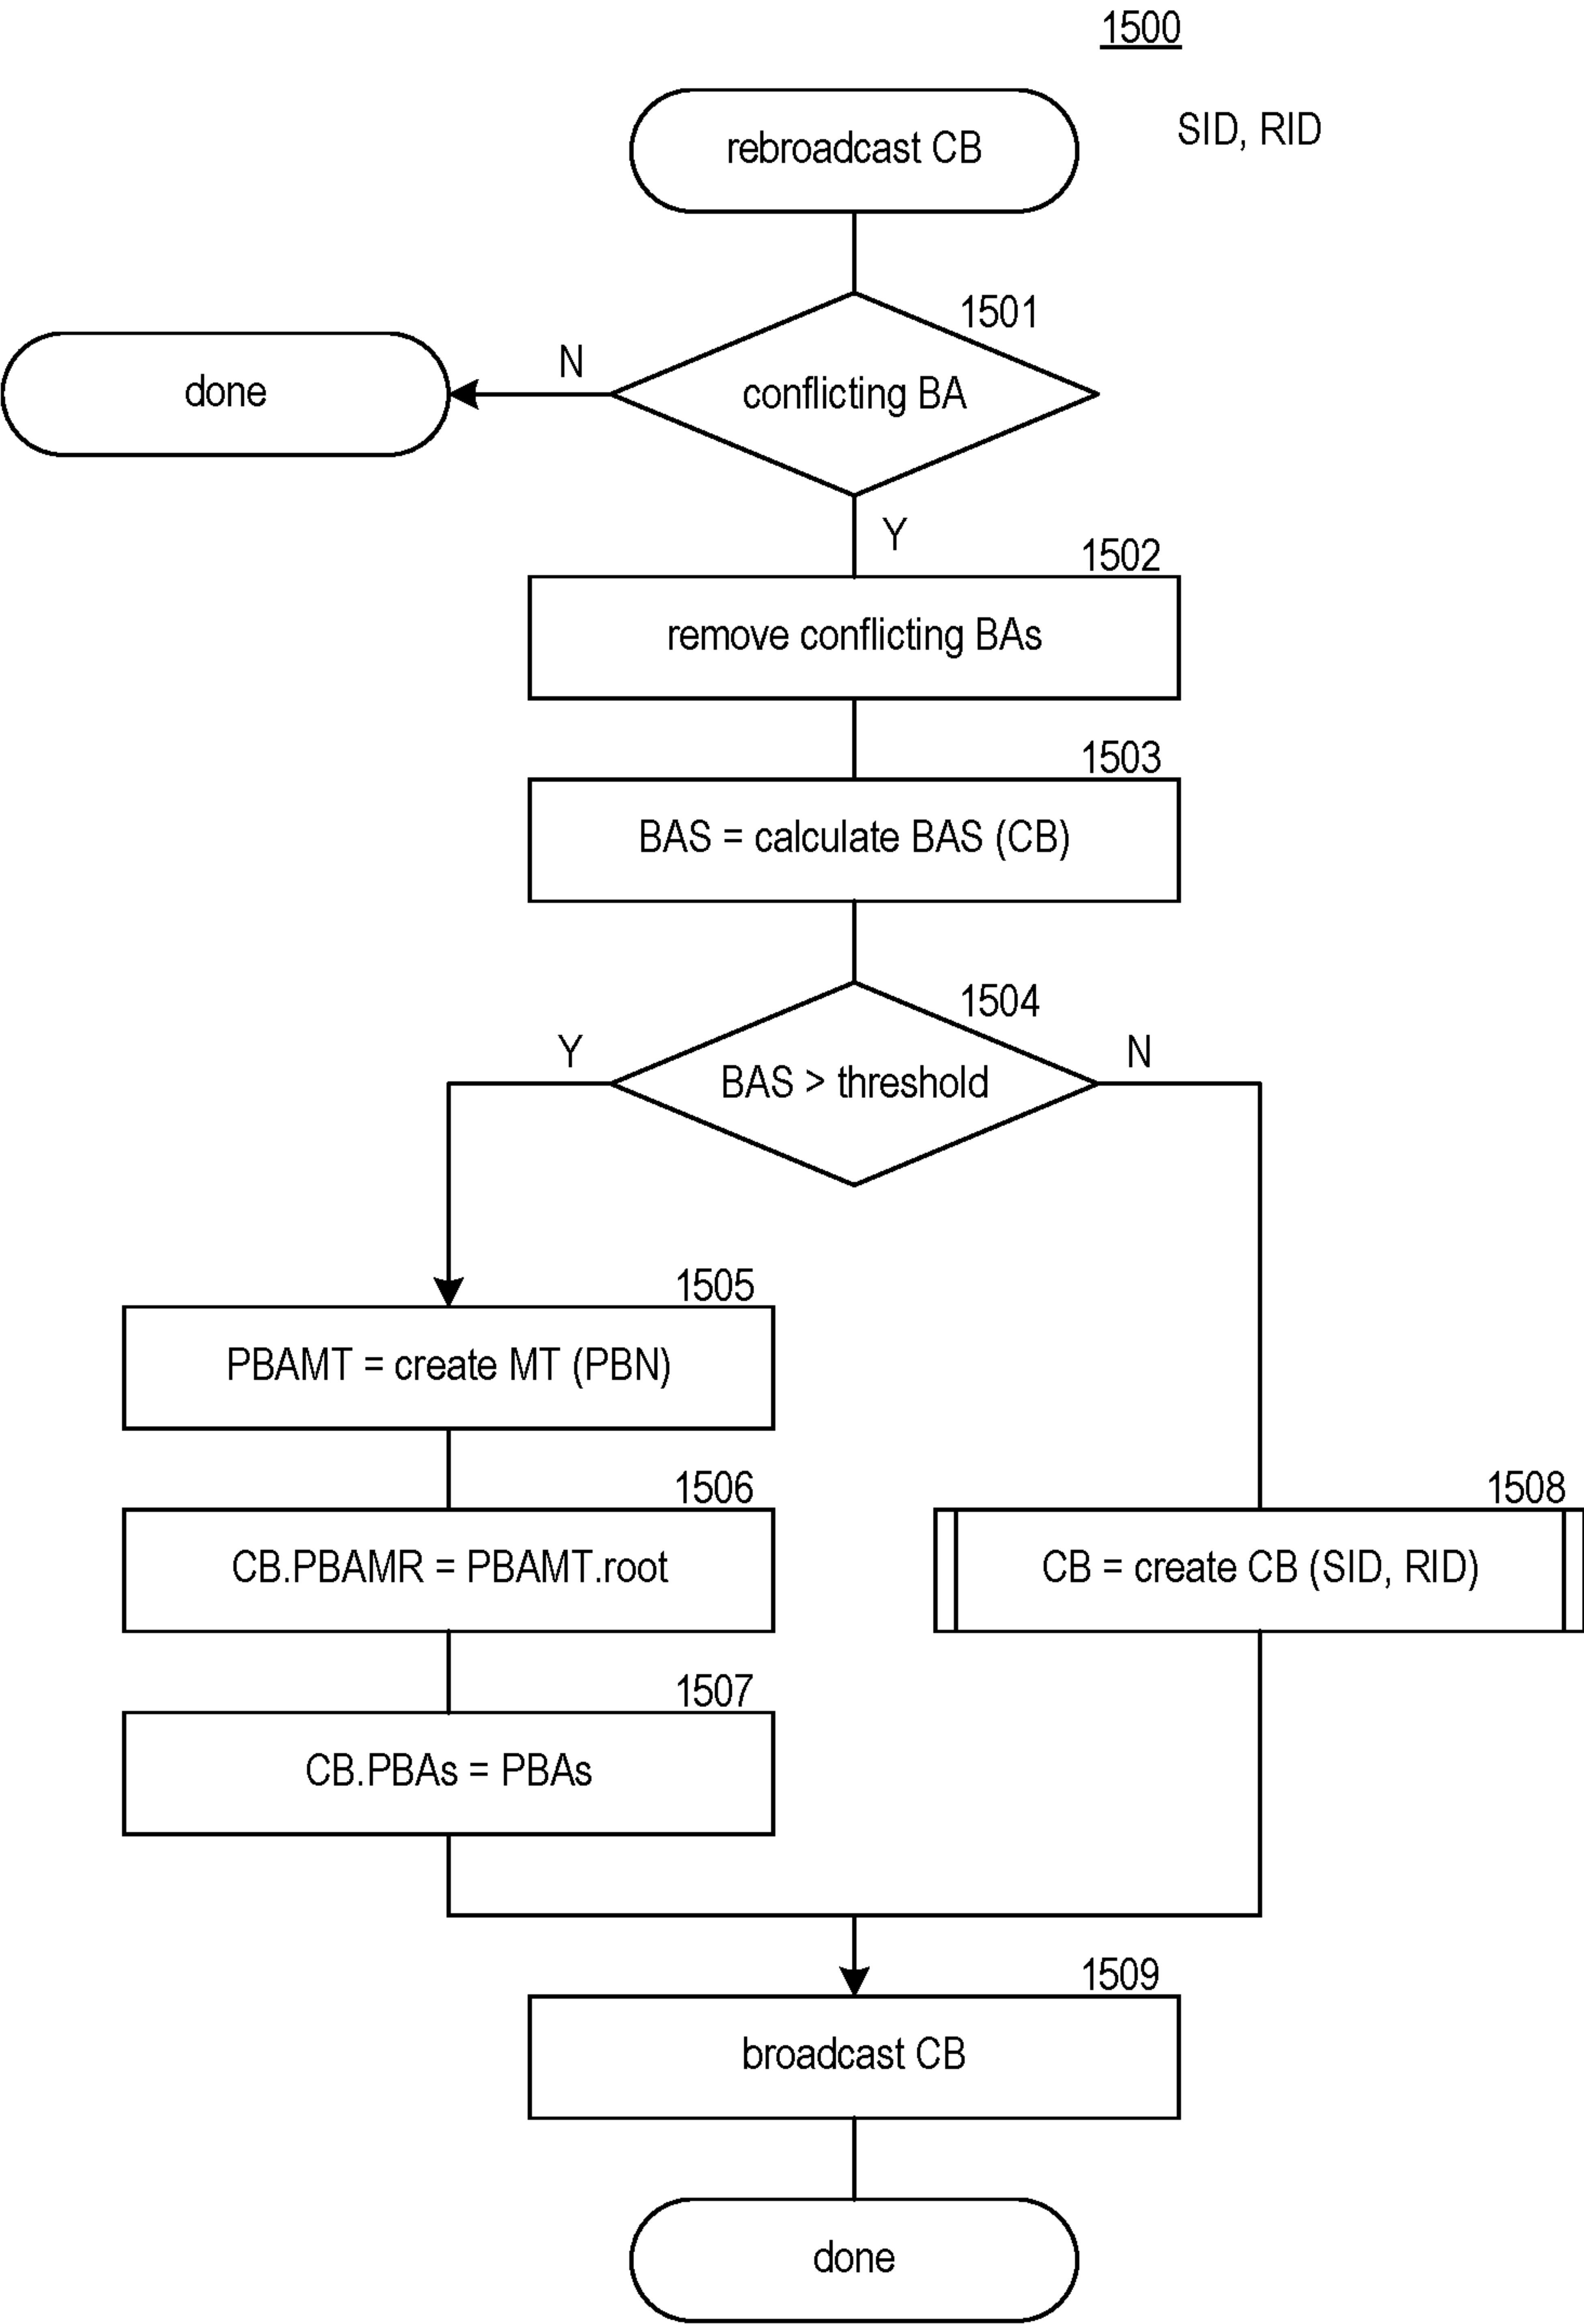 1500
rebroadcast CB
SID, RID
1501
conflicting BA
N
done
Y
1502
remove conflicting BAs
1503
BAS = calculate BAS (CB)
1504
BAS > threshold
Y
N
1505
PBAMT = create MT (PBN)
1506
CB.PBAMR = PBAMT.root
1507
CB.PBAs = PBAs
1508
CB = create CB (SID, RID)
1509
broadcast CB
done